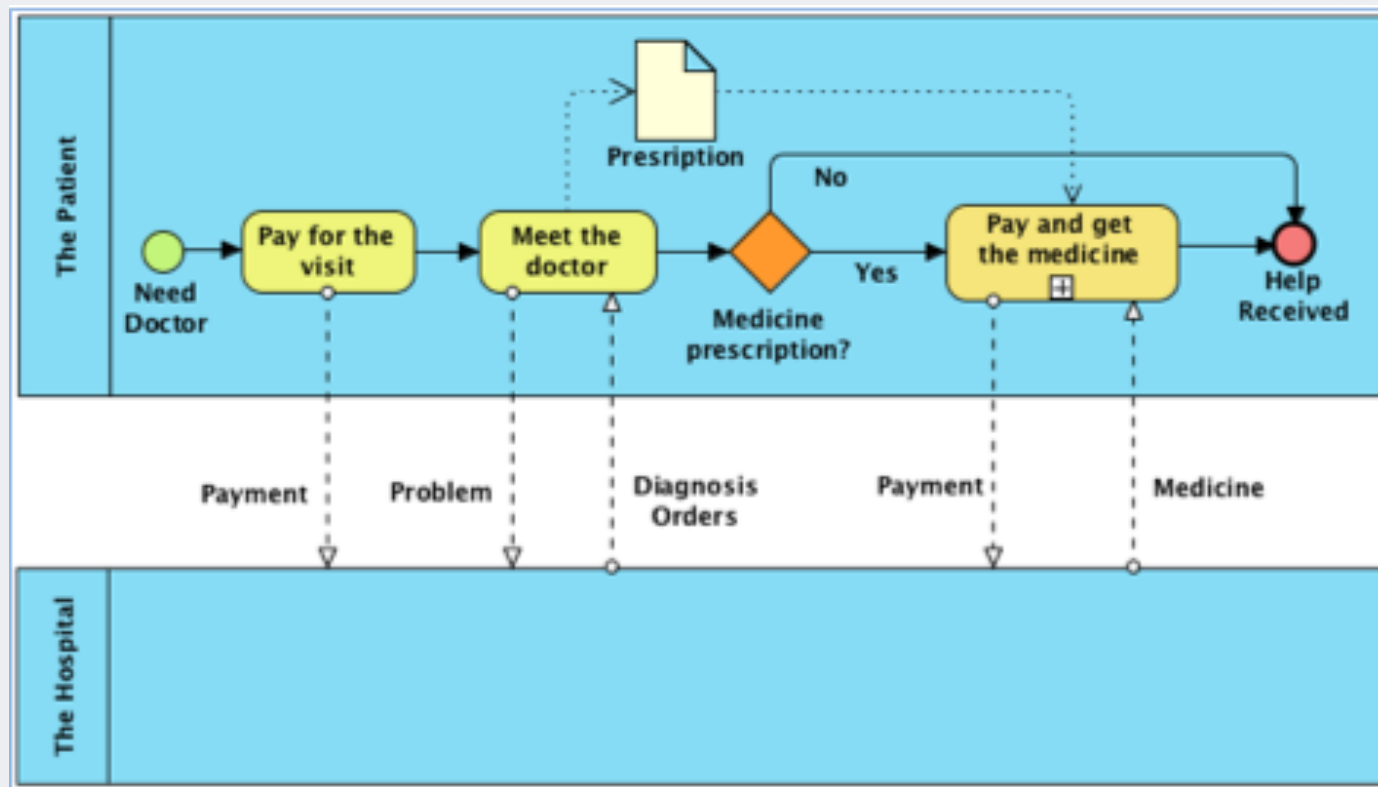 The Patient
Presription
No
Pay for the
visit
Meet the
doctor
Pay and get
the medicine
Yes
Need
Doctor
Medicine
prescription?
Help
Received
Payment
Problem
Diagnosis
Orders
Payment
Medicine
The Hospital